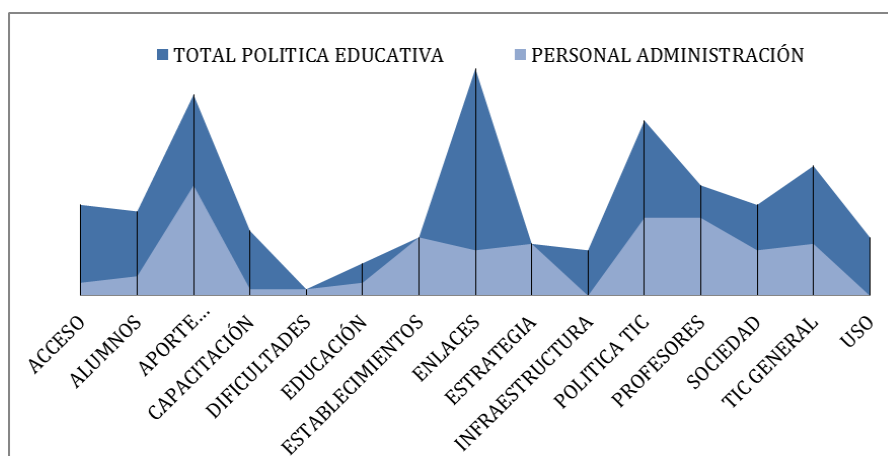 TOTAL POLITICA EDUCATIVA
PERSONAL ADMINISTRACIÓN
ACCESO
ALUMNOS
APORTE...
CAPACITACIÓN
DIFICULTADES
EDUCACIÓN
ESTABLECIMIENTOS
ENLACES
ESTRATEGIA
INFRAESTRUCTURA
POLITICA TIC
PROFESORES
SOCIEDAD
TIC GENERAL
USO